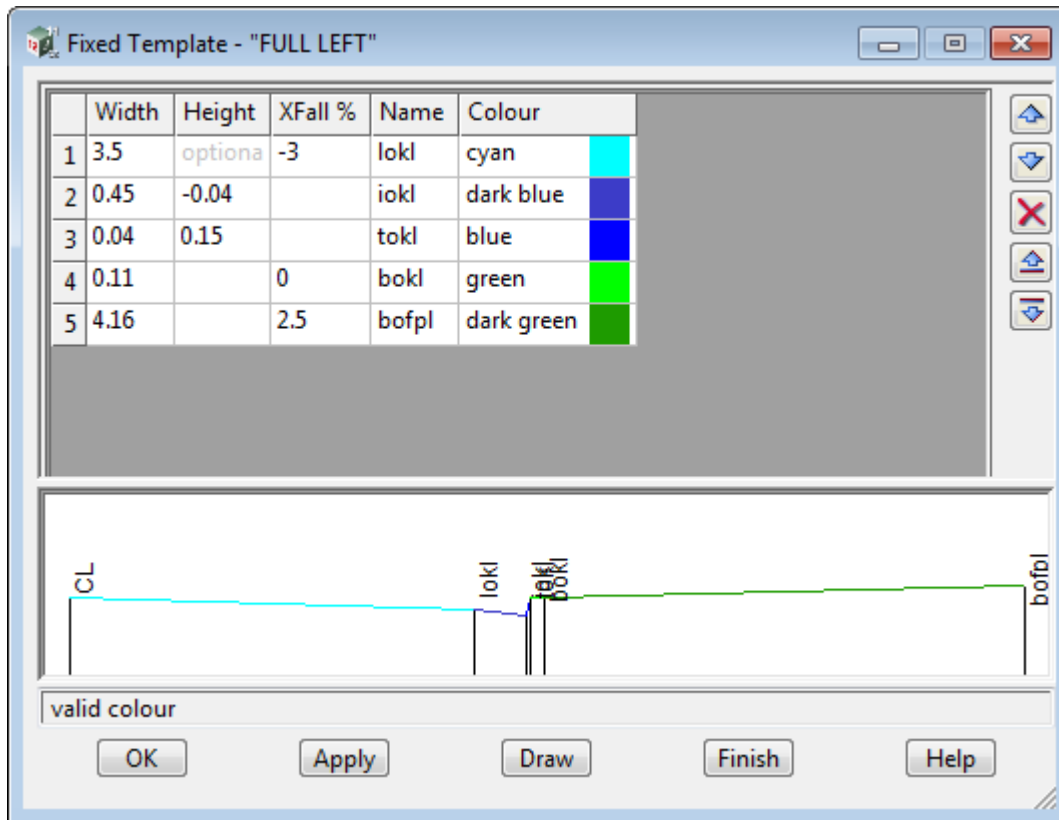 Fixed Template - "FULL LEFT"
Width Height XFall % Name Colour
1 3.5 optiona -3 lokl cyan
2 0.45 -0.04 iokl dark blue
3 0.04 0.15 tokl blue
4 0.11 0 bokl green
5 4.16 2.5 bofpl dark green
CL lokl tokl bokl bofpl
valid colour
OK Apply Draw Finish Help